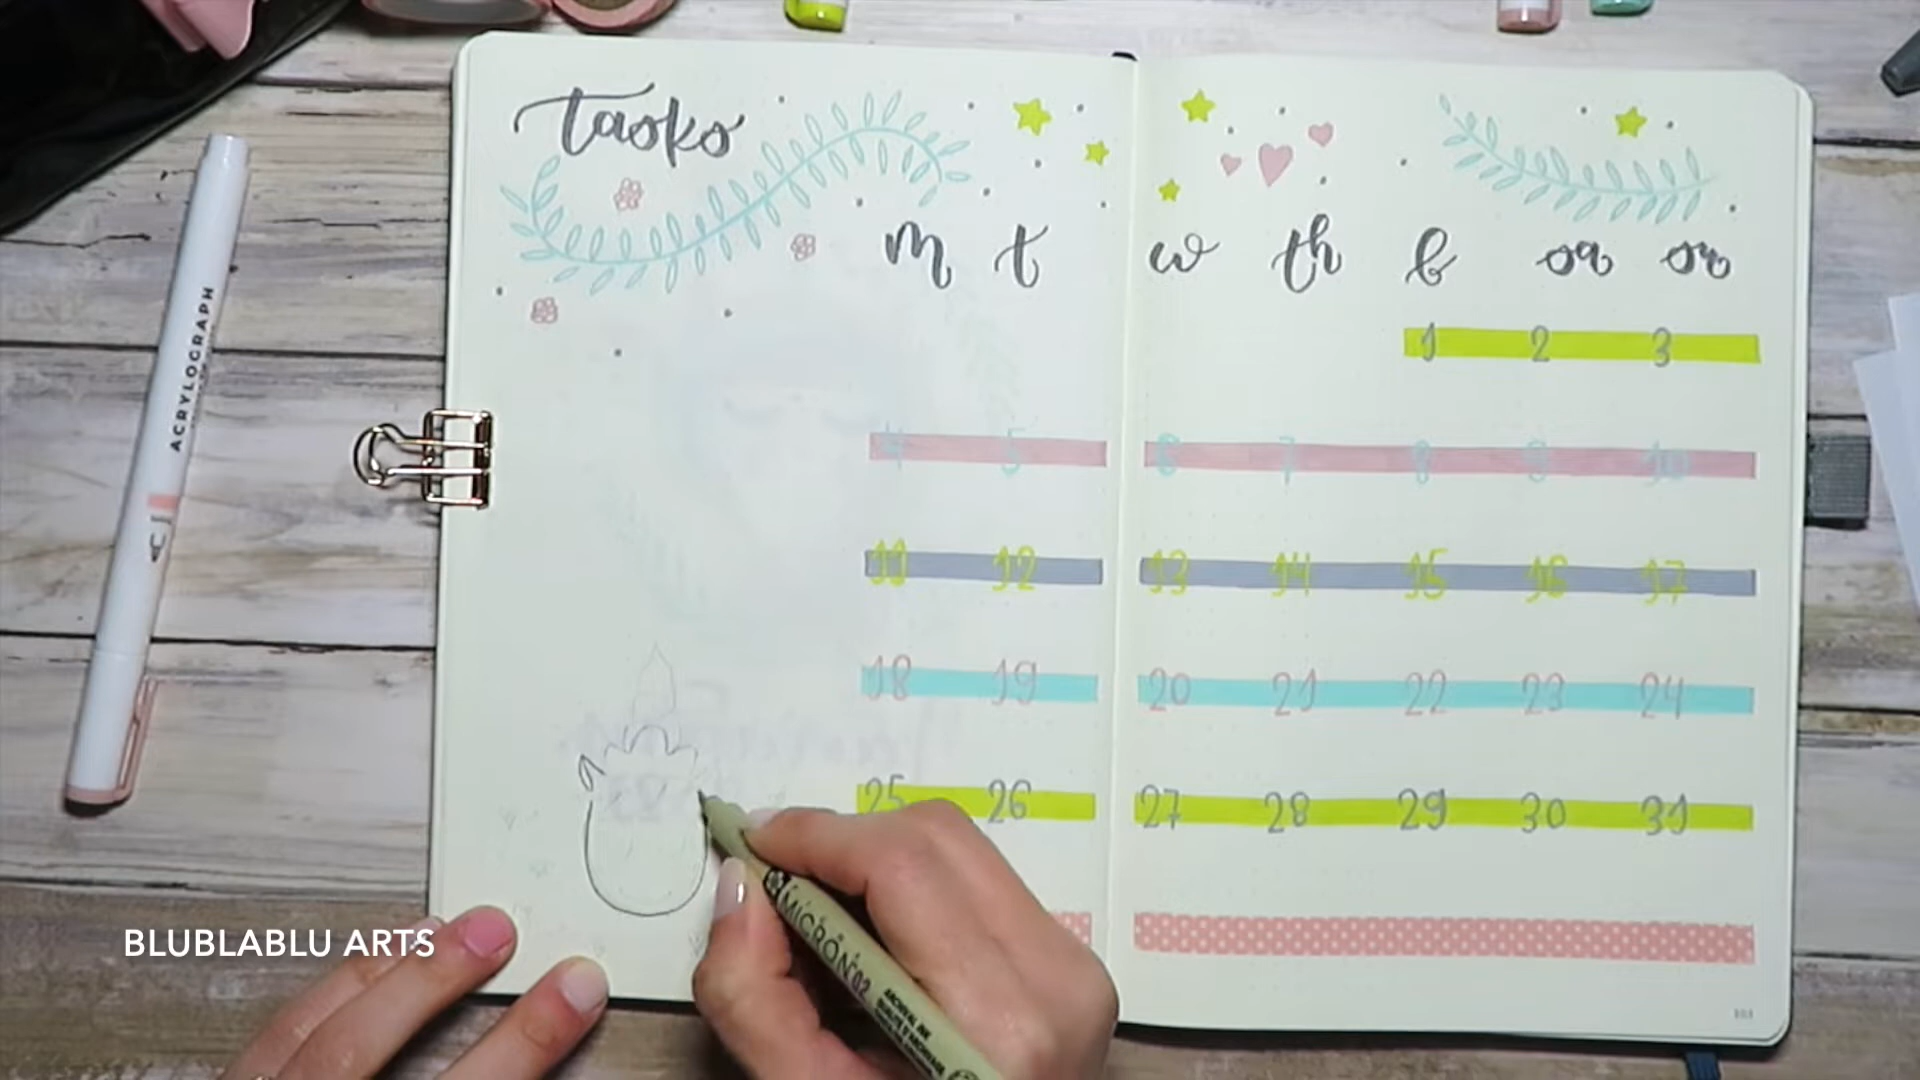 tasks
m t w th f sa su
1 2 3
4 5 6 7 8 9 10
11 12 13 14 15 16 17
18 19 20 21 22 23 24
25 26 27 28 29 30 31
ACRYLOGRAPH
MICRON 02
ARCHIVAL INK
BLUBLABLU ARTS